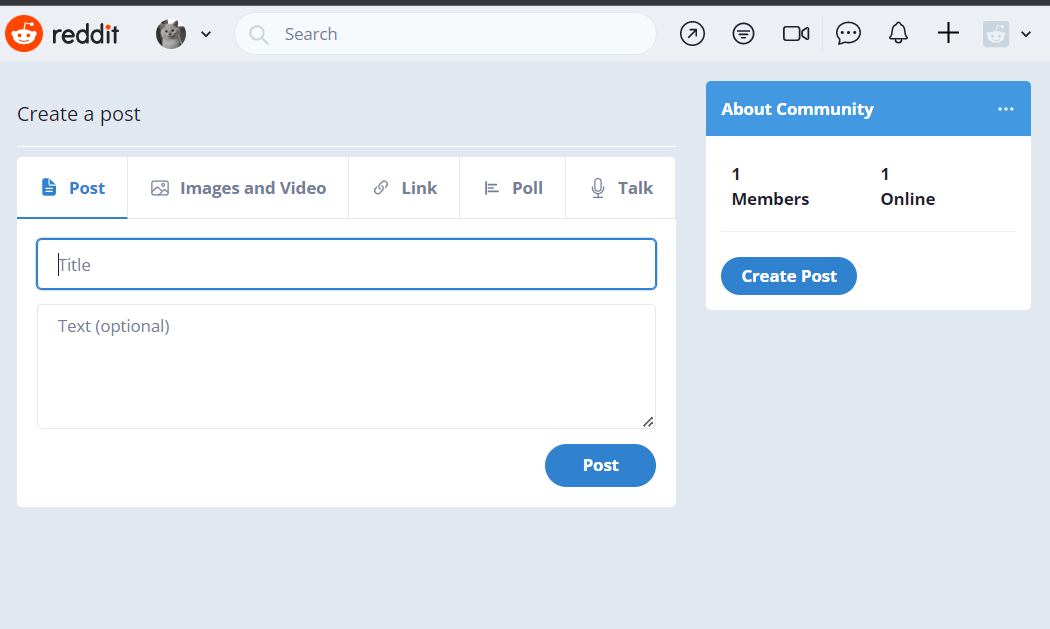 reddit
Search
Create a post
Post
Images and Video
Link
Poll
Talk
Title
Text (optional)
Post
About Community
1
Members
1
Online
Create Post